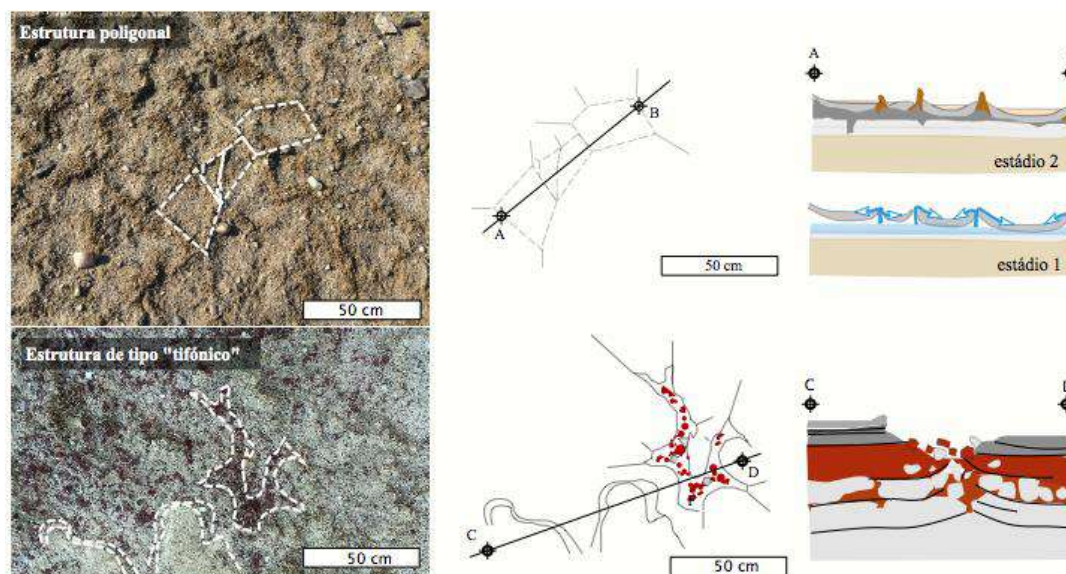 Estrutura poligonal
50 cm
A
B
50 cm
A
estádio 2
estádio 1
Estrutura de tipo "tifónico"
50 cm
C
D
50 cm
C